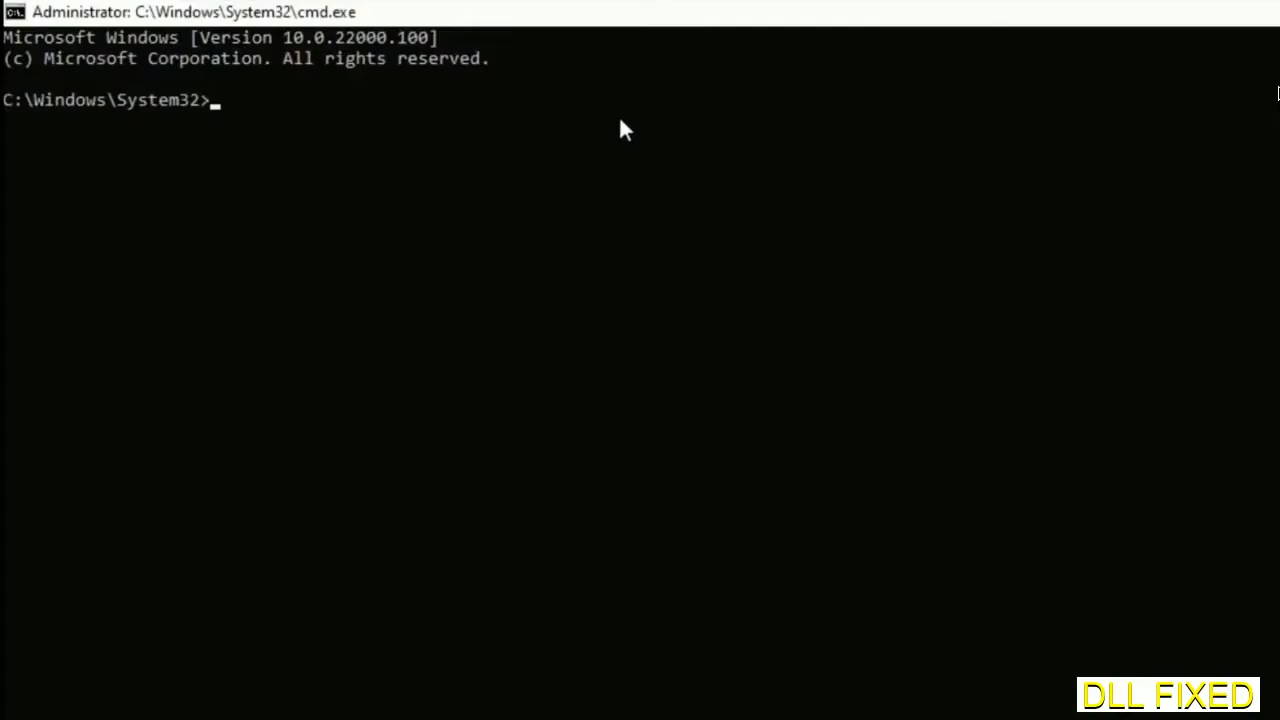 Administrator: C:\Windows\System32\cmd.exe
Microsoft Windows [Version 10.0.22000.100]
(c) Microsoft Corporation. All rights reserved.
C:\Windows\System32>
DLL FIXED